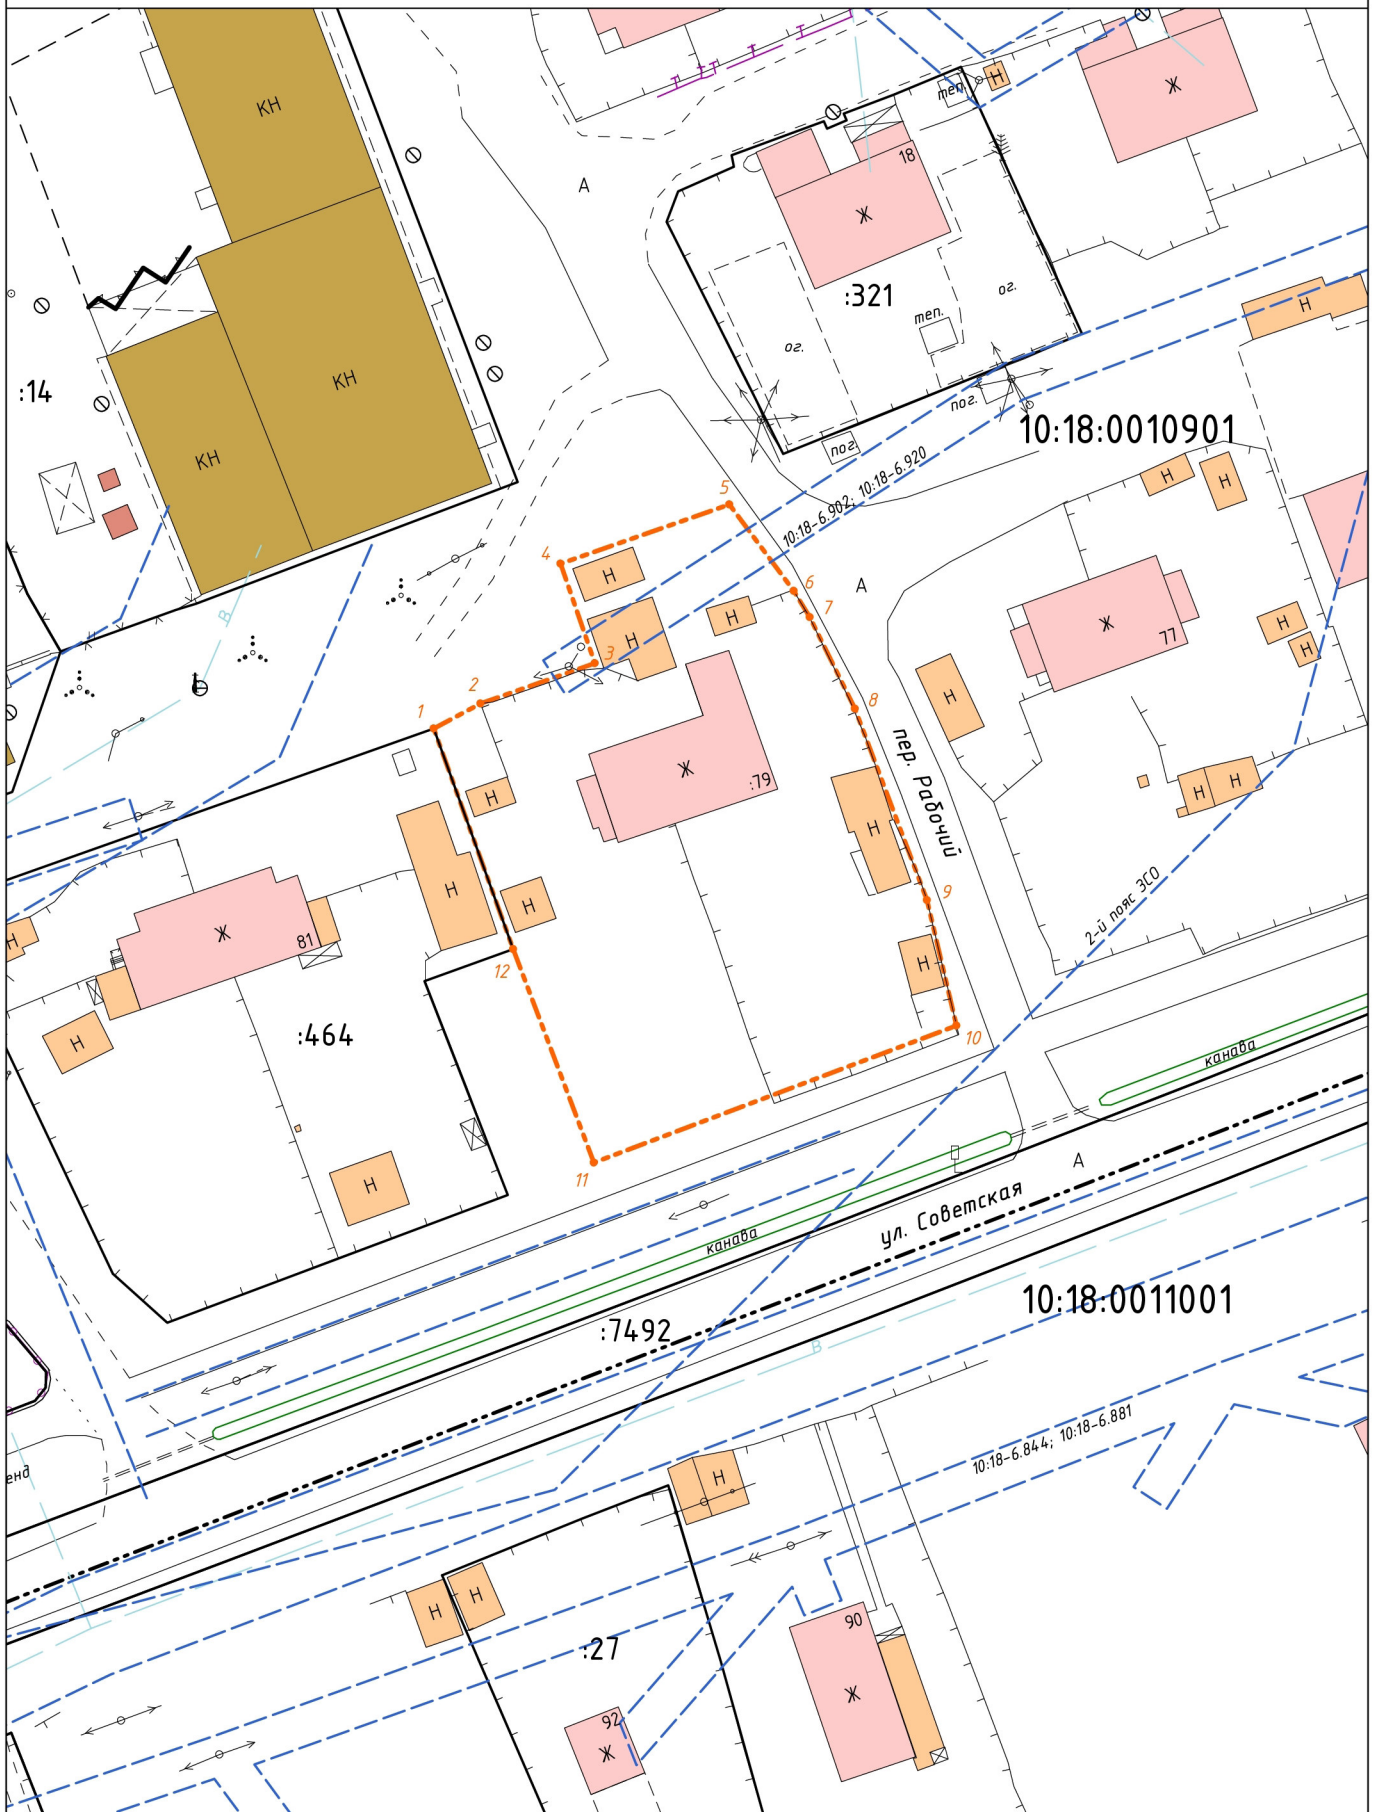 КН
Ж
Н
теп.
А
18
Ж
:321
ог.
теп.
ог.
Н
КН
:14
КН
пог.
пог.
10:18:0010901
10:18-6.902; 10:18-6.920
Н
Н
5
4
Н
6
А
7
Н
Н
В
3
Ж
77
Н
Н
2
1
8
Н
пер. Рабочий
Ж
:79
Н
Н
Н
Н
Н
Н
9
2-й пояс ЗСО
Ж
81
Н
Н
12
Н
10
:464
Н
канава
Н
11
А
канава
ул. Советская
10:18:0011001
:7492
В
10:18-6.844; 10:18-6.881
енд
Н
Н
Н
90
:27
Ж
92
Ж